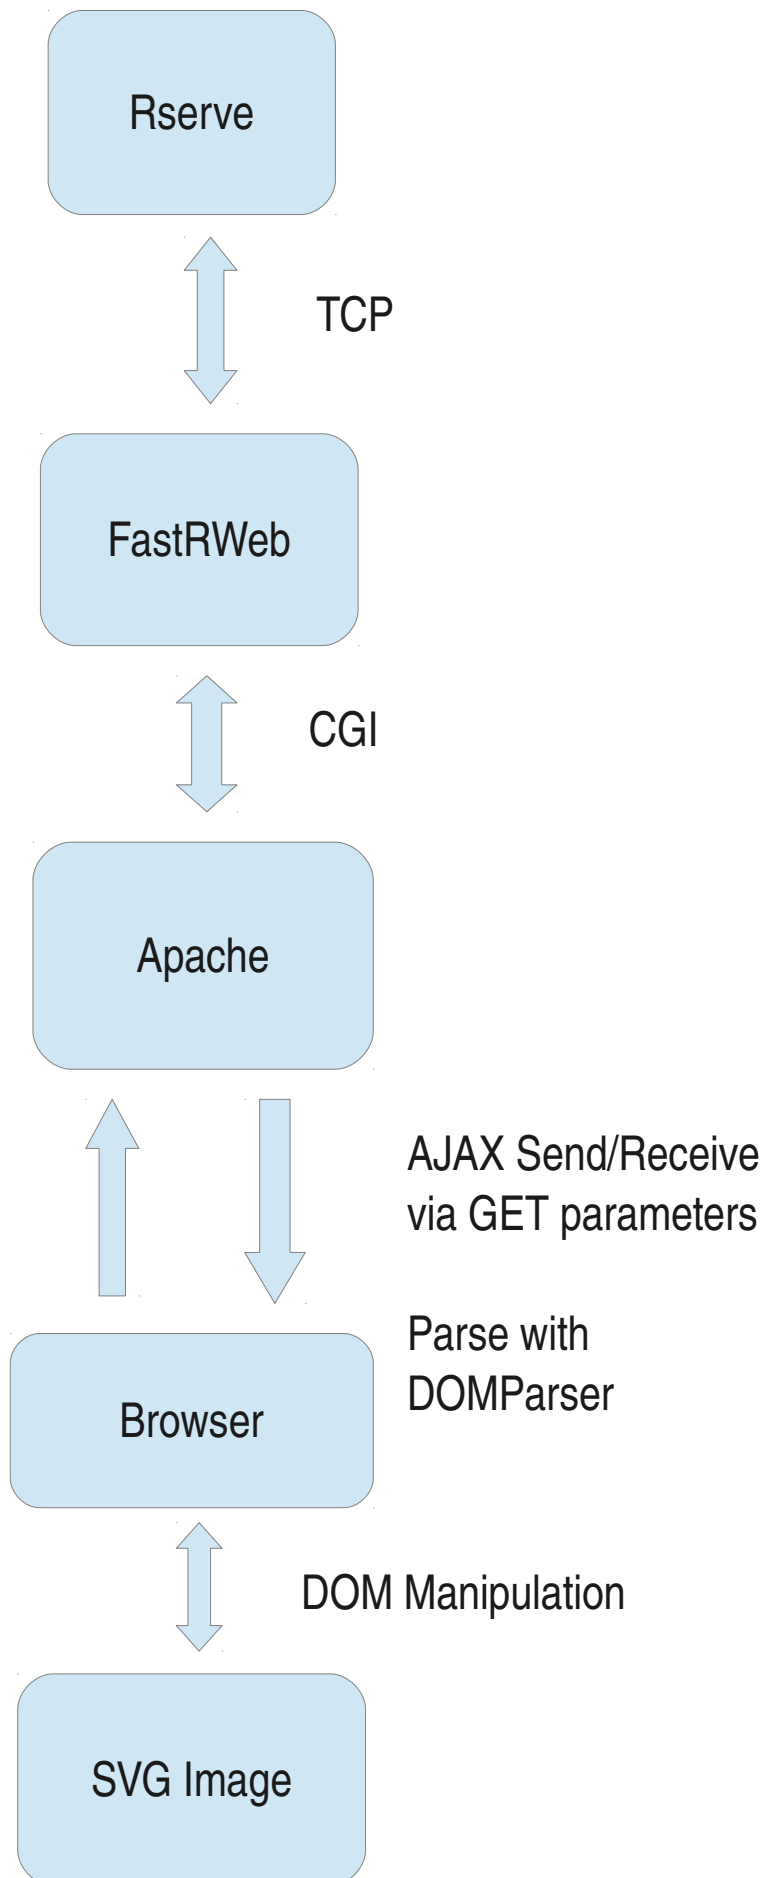 Rserve
TCP
FastRWeb
CGI
Apache
AJAX Send/Receive
via GET parameters
Parse with
DOMParser
Browser
DOM Manipulation
SVG Image